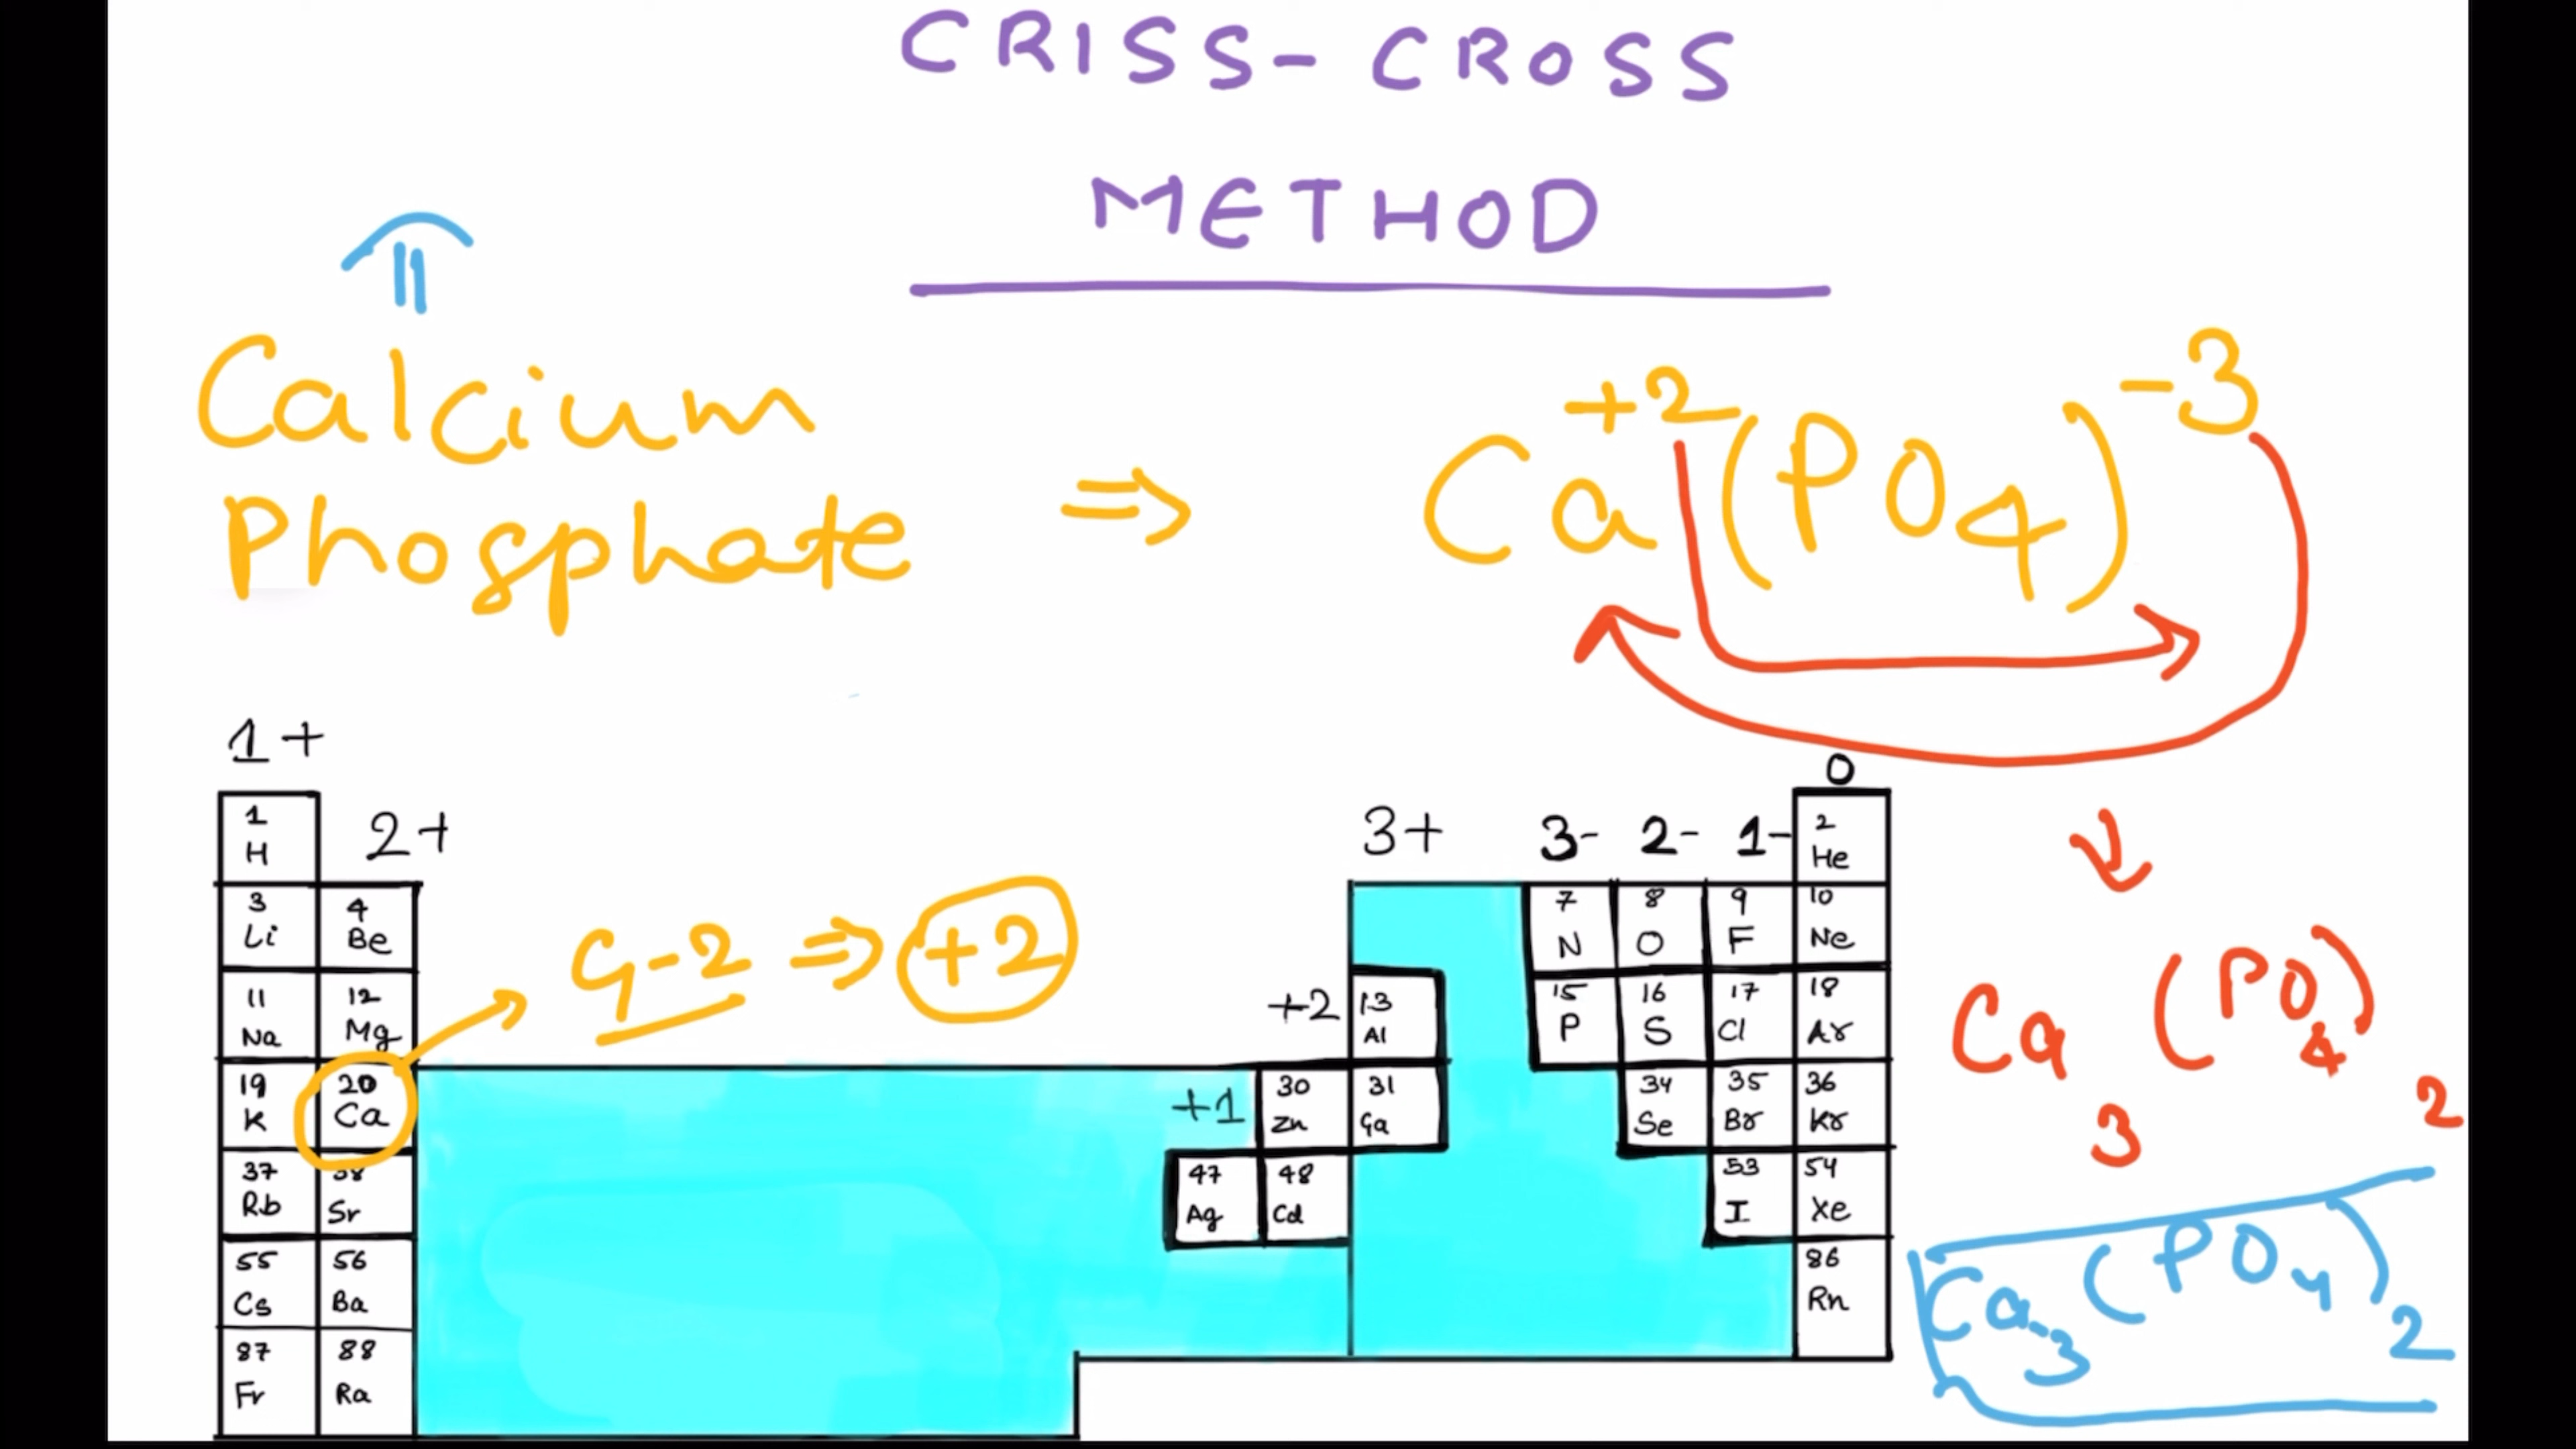 CRISS-CROSS
METHOD
Calcium
Phosphate ⇒ Ca+2(PO4)-3
1+
0
2+
3+ 3- 2- 1-
1
H
2
He
3
Li
4
Be
G-2 ⇒ +2
7
N
8
O
9
F
10
Ne
11
Na
12
Mg
+2
13
Al
15
P
16
S
17
Cl
18
Ar
Ca3(PO4)2
19
K
20
Ca
+1
30
Zn
31
Ga
34
Se
35
Br
36
Kr
37
Rb
38
Sr
47
Ag
48
Cd
53
I
54
Xe
55
Cs
56
Ba
86
Rn
Ca3(PO4)2
87
Fr
88
Ra